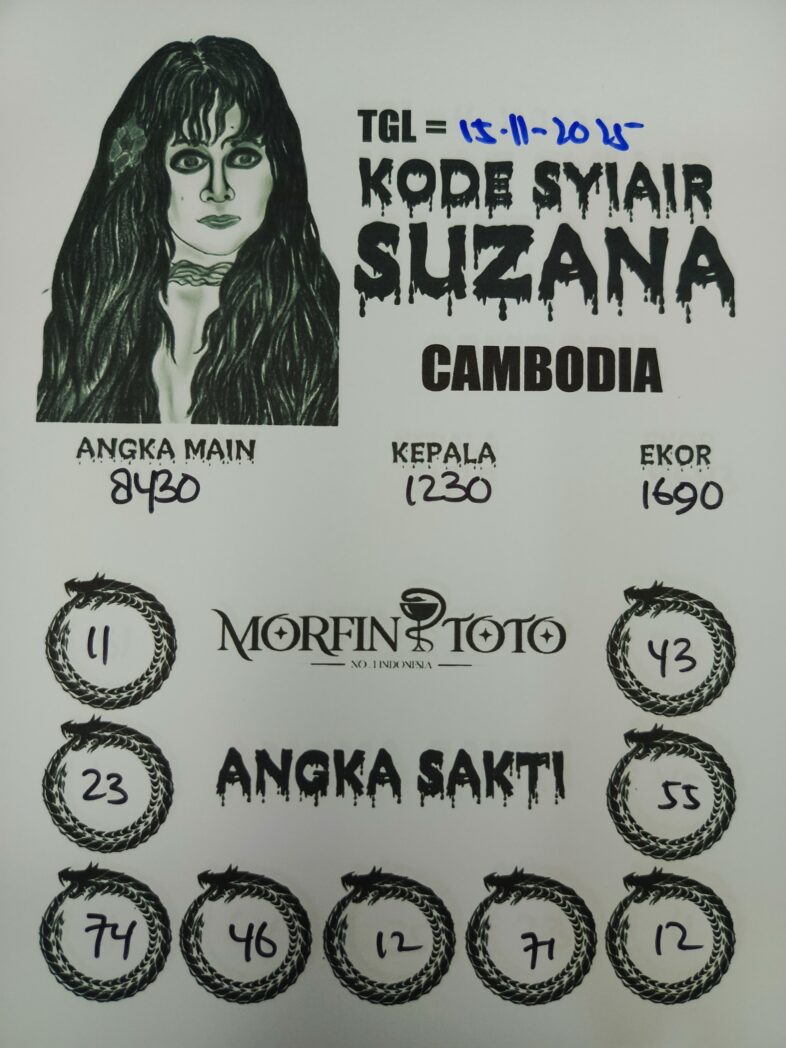 TGL = 15-11-2025
KODE SYIAIR
SUZANA
CAMBODIA
ANGKA MAIN KEPALA EKOR
8430 1230 1690
MORFIN TOTO
NO. 1 INDONESIA
11 43
ANGKA SAKTI
23 55
74 46 12 71 12